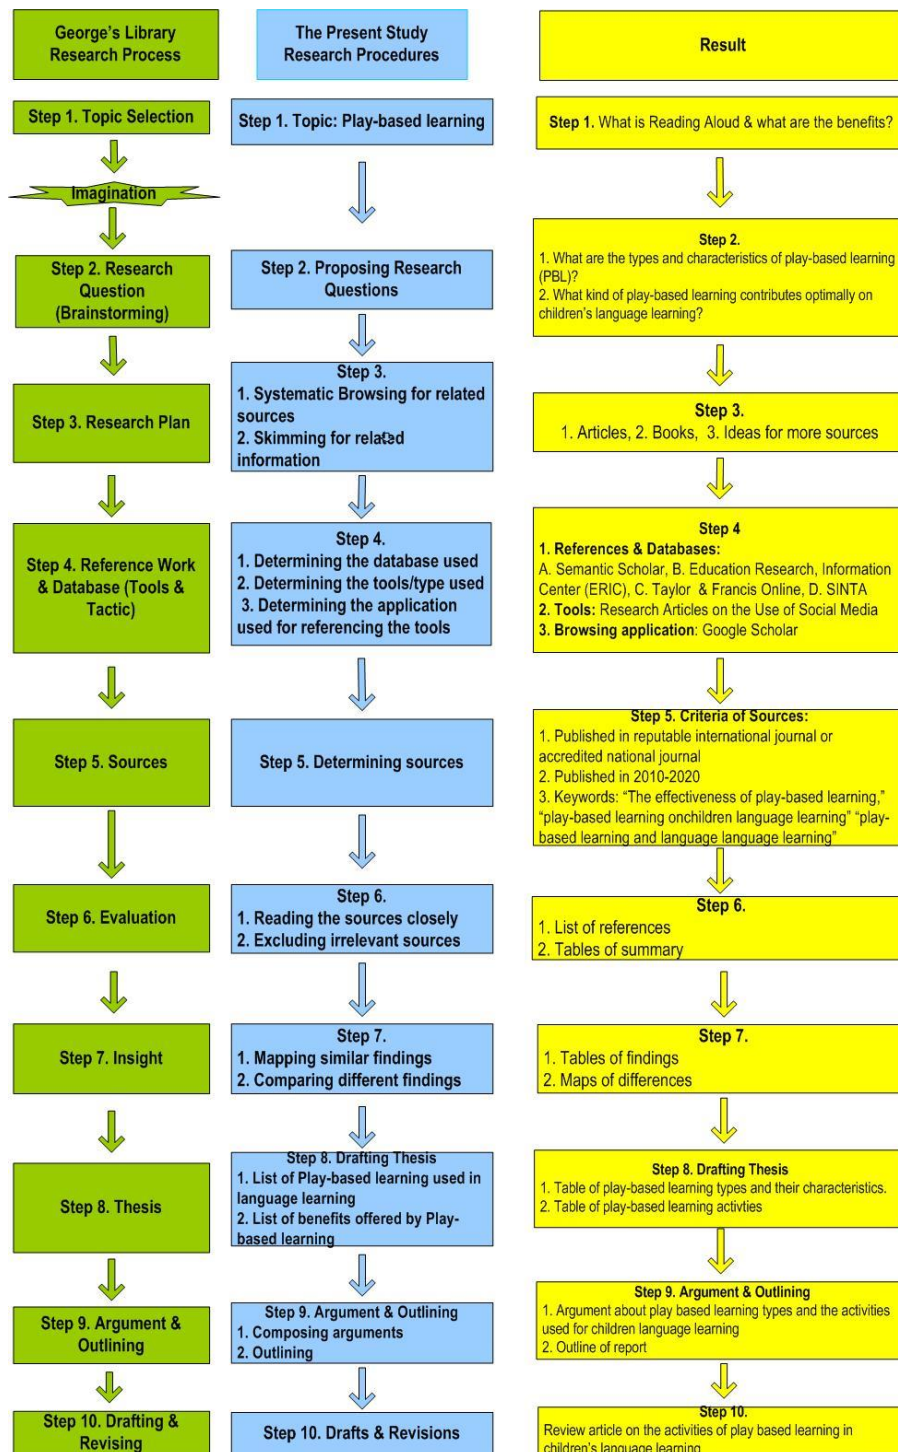 George's Library
Research Process
Step 1. Topic Selection
Imagination
Step 2. Research
Question
(Brainstorming)
Step 3. Research Plan
Step 4. Reference Work
& Database (Tools &
Tactic)
Step 5. Sources
Step 6. Evaluation
Step 7. Insight
Step 8. Thesis
Step 9. Argument &
Outlining
Step 10. Drafting &
Revising
The Present Study
Research Procedures
Step 1. Topic: Play-based learning
Step 2. Proposing Research
Questions
Step 3.
1. Systematic Browsing for related
sources
2. Skimming for related
information
Step 4.
1. Determining the database used
2. Determining the tools/type used
3. Determining the application
used for referencing the tools
Step 5. Determining sources
Step 6.
1. Reading the sources closely
2. Excluding irrelevant sources
Step 7.
1. Mapping similar findings
2. Comparing different findings
Step 8. Drafting Thesis
1. List of Play-based learning used in
language learning
2. List of benefits offered by Play-
based learning
Step 9. Argument & Outlining
1. Composing arguments
2. Outlining
Step 10. Drafts & Revisions
Result
Step 1. What is Reading Aloud & what are the benefits?
Step 2.
1. What are the types and characteristics of play-based learning
(PBL)?
2. What kind of play-based learning contributes optimally on
children's language learning?
Step 3.
1. Articles, 2. Books, 3. Ideas for more sources
Step 4
1. References & Databases:
A. Semantic Scholar, B. Education Research, Information
Center (ERIC), C. Taylor & Francis Online, D. SINTA
2. Tools: Research Articles on the Use of Social Media
3. Browsing application: Google Scholar
Step 5. Criteria of Sources:
1. Published in reputable international journal or
accredited national journal
2. Published in 2010-2020
3. Keywords: "The effectiveness of play-based learning,"
"play-based learning onchildren language learning" "play-
based learning and language language learning"
Step 6.
1. List of references
2. Tables of summary
Step 7.
1. Tables of findings
2. Maps of differences
Step 8. Drafting Thesis
1. Table of play-based learning types and their characteristics.
2. Table of play-based learning activties
Step 9. Argument & Outlining
1. Argument about play based learning types and the activities
used for children language learning
2. Outline of report
Step 10.
Review article on the activities of play based learning in
children's language learning